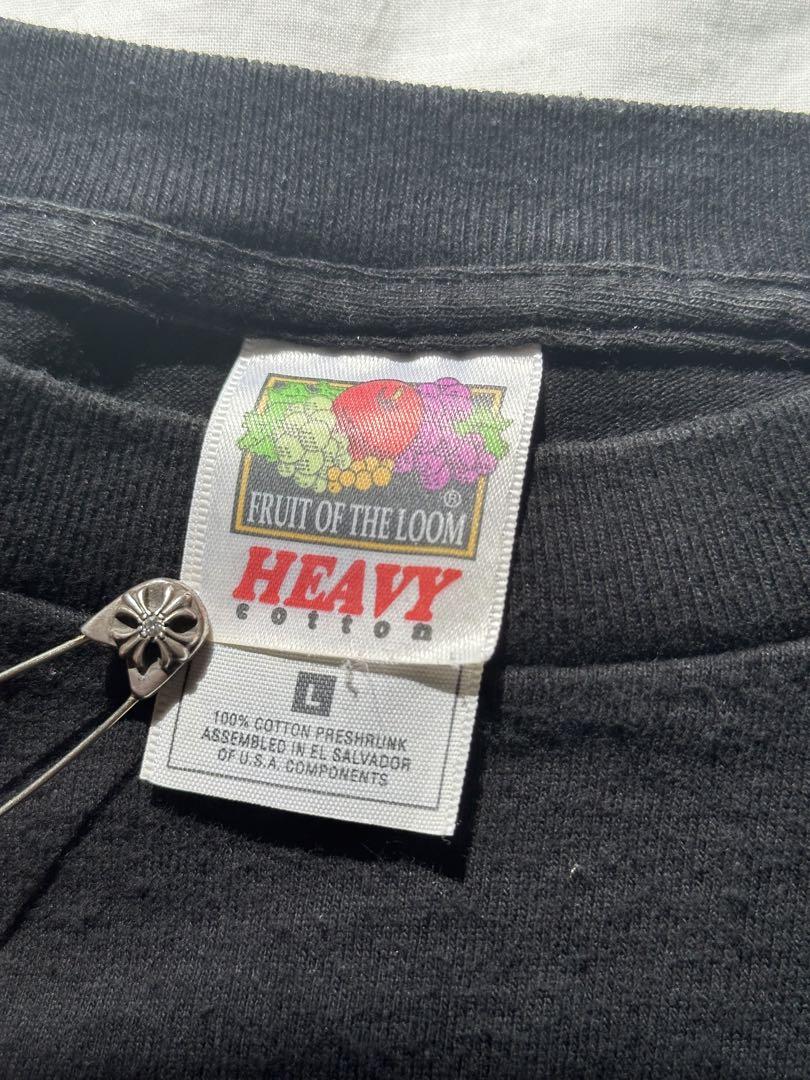 FRUIT OF THE LOOM ®
HEAVY
cotton
L
100% COTTON PRESHRUNK
ASSEMBLED IN EL SALVADOR
OF U.S.A. COMPONENTS